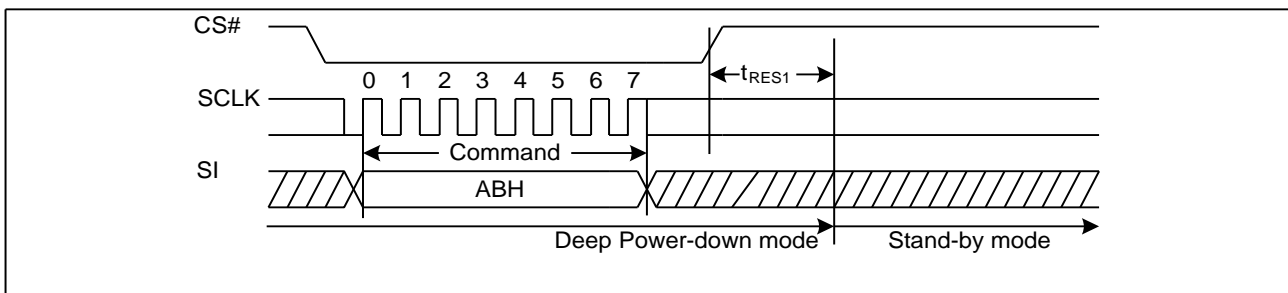 CS#
tRES1
0 1 2 3 4 5 6 7
SCLK
Command
SI
ABH
Deep Power-down mode Stand-by mode